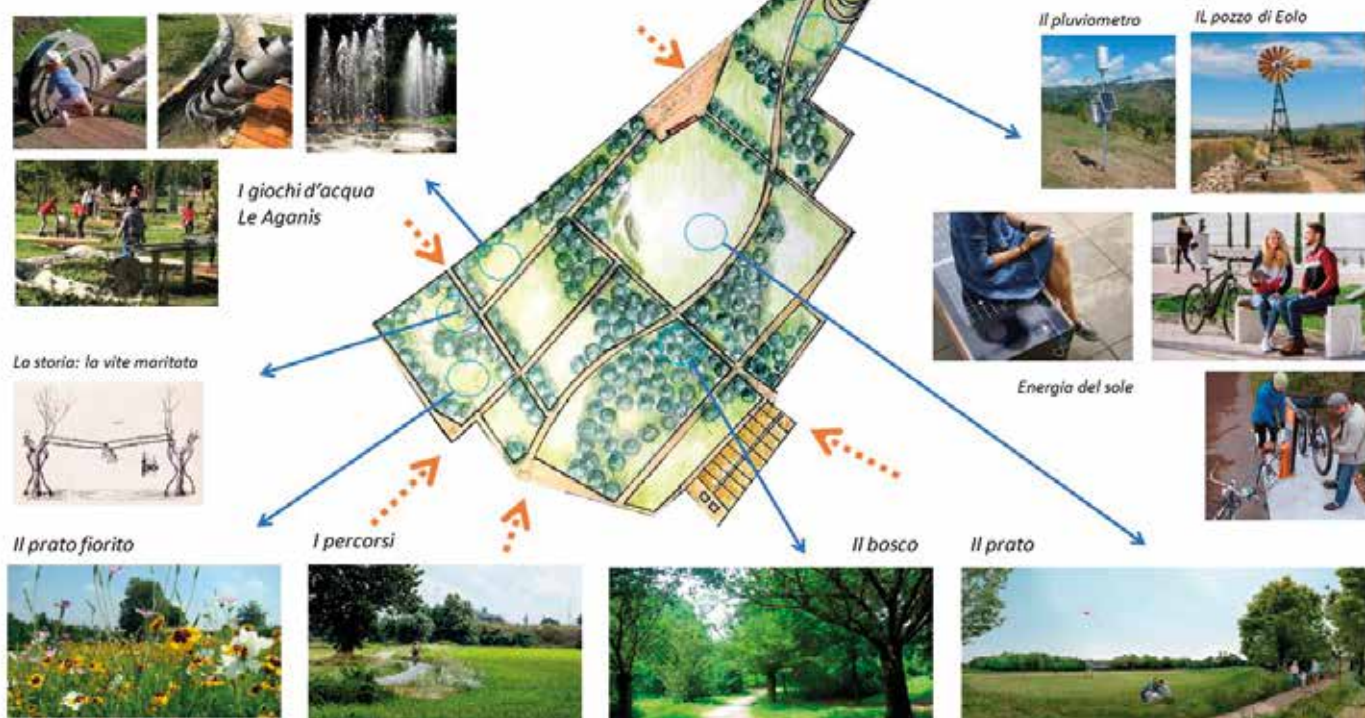 Il pluviometro
IL pozzo di Eolo
I giochi d'acqua
Le Aganis
La storia: la vite maritata
Energia del sole
Il prato fiorito
I percorsi
Il bosco
Il prato